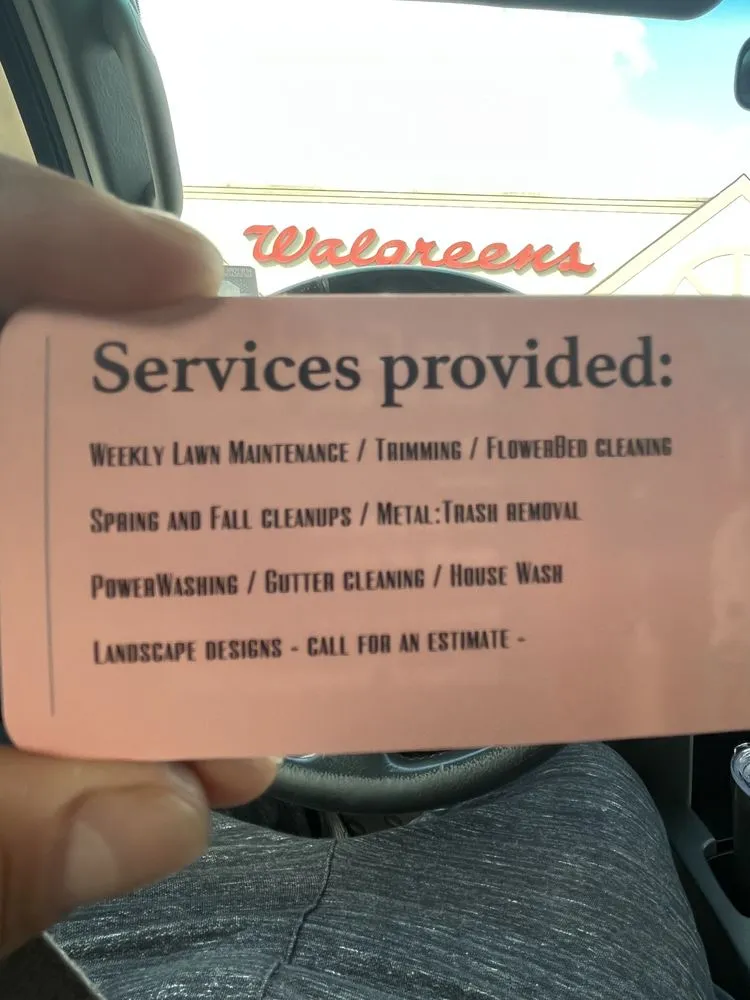 Walgreens
Services provided:
Weekly Lawn Maintenance / Trimming / FlowerBed cleaning
Spring and Fall cleanups / Metal:Trash removal
PowerWashing / Gutter cleaning / House Wash
Landscape designs - call for an estimate -